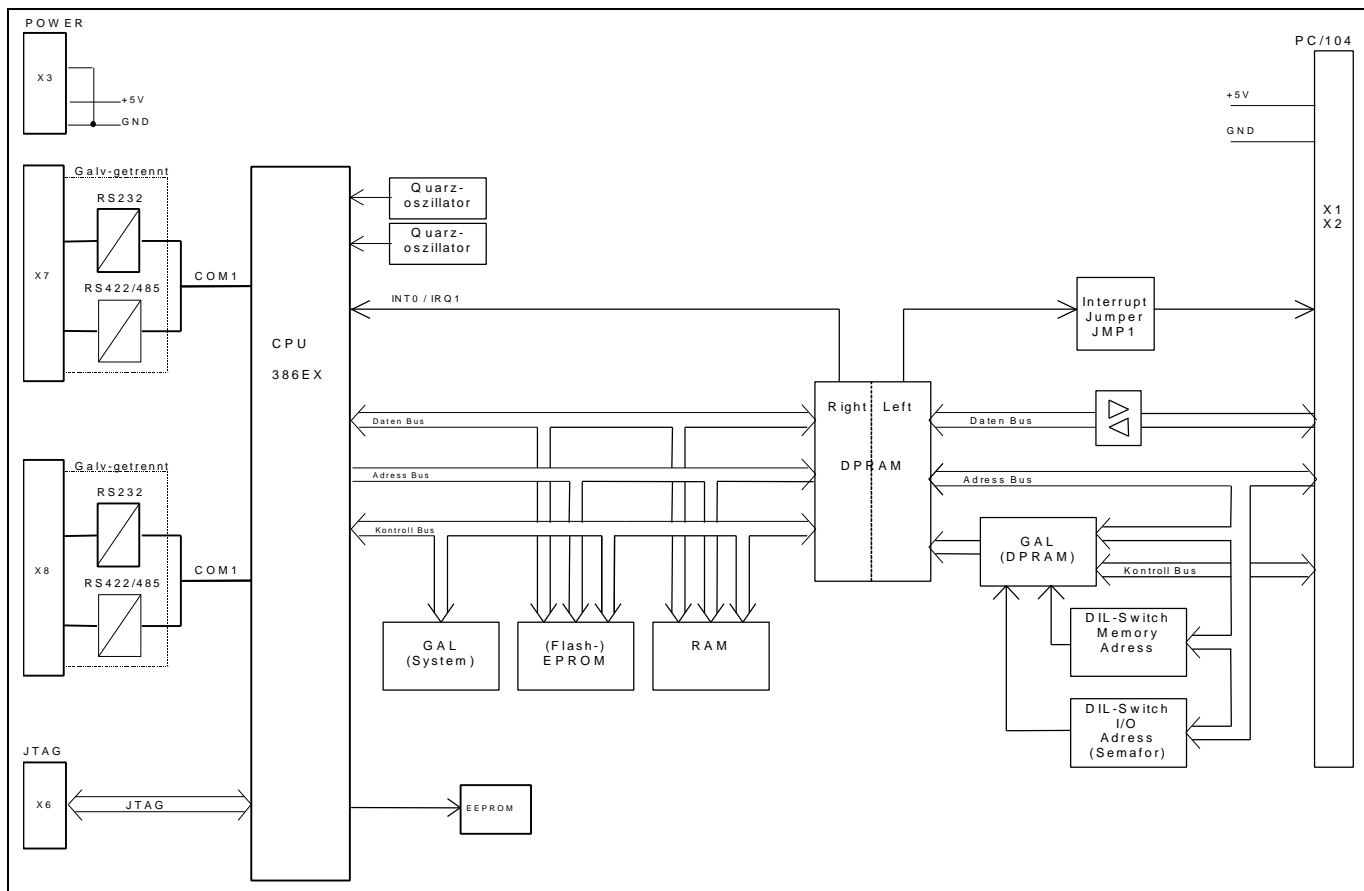 POWER
X3
+5V
GND
PC/104
+5V
GND
X1
X2
Galv-getrennt
RS232
RS422/485
X7
COM1
CPU
386EX
Quarz-
oszillator
Quarz-
oszillator
INT0 / IRQ1
Interrupt
Jumper
JMP1
Right
Left
DPRAM
Daten Bus
Adress Bus
Kontroll Bus
Daten Bus
Adress Bus
Kontroll Bus
GAL
(DPRAM)
Galv-getrennt
RS232
RS422/485
X8
COM1
GAL
(System)
(Flash-)
EPROM
RAM
DIL-Switch
Memory
Adress
DIL-Switch
I/O
Adress
(Semafor)
JTAG
X6
JTAG
EEPROM